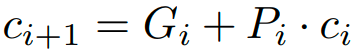 c_{i+1} = G_i + P_i · c_i